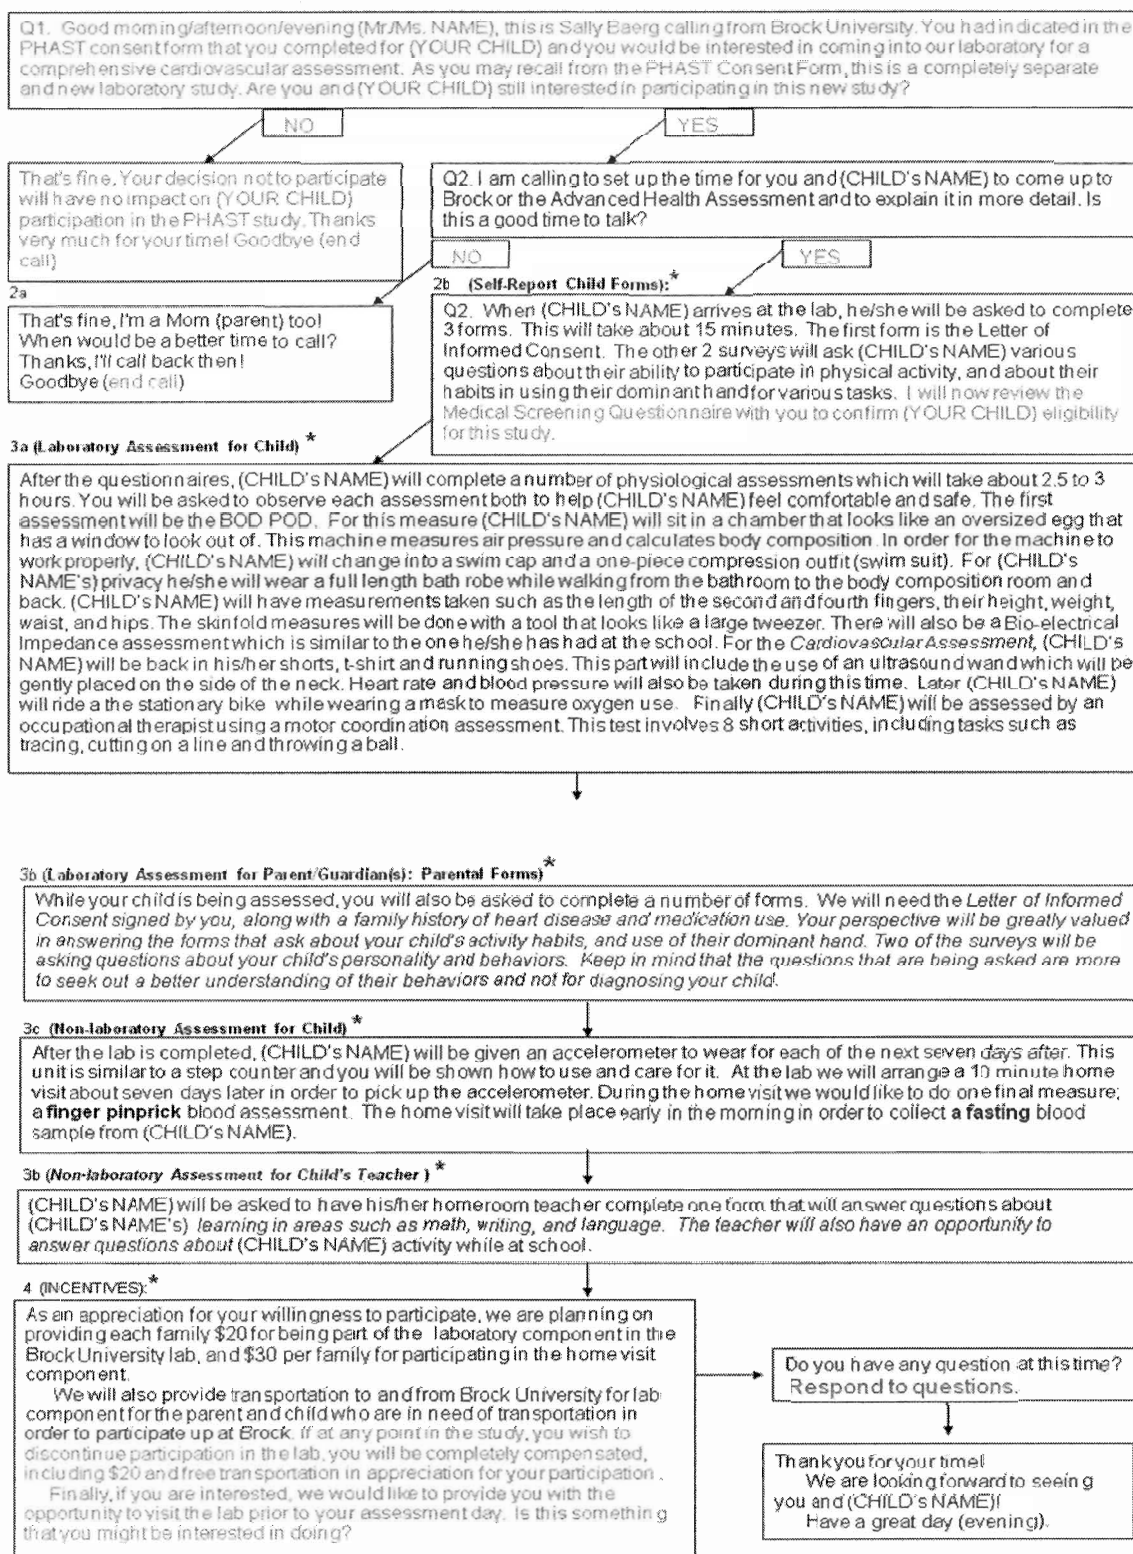 Q1. Good morning/afternoon/evening (Mr./Ms. NAME), this is Sally Baerg calling from Brock University. You had indicated in the
PHAST consent form that you completed for (YOUR CHILD) and you would be interested in coming into our laboratory for a
comprehensive cardiovascular assessment. As you may recall from the PHAST Consent Form, this is a completely separate
and new laboratory study. Are you and (YOUR CHILD) still interested in participating in this new study?
NO
YES
That's fine. Your decision not to participate
will have no impact on (YOUR CHILD)
participation in the PHAST study. Thanks
very much for your time! Goodbye (end
call)
Q2. I am calling to set up the time for you and (CHILD's NAME) to come up to
Brock or the Advanced Health Assessment and to explain it in more detail. Is
this a good time to talk?
NO
YES
2a
That's fine, I'm a Mom (parent) too!
When would be a better time to call?
Thanks, I'll call back then!
Goodbye (end call)
2b (Self-Report Child Forms):*
Q2. When (CHILD's NAME) arrives at the lab, he/she will be asked to complete
3 forms. This will take about 15 minutes. The first form is the Letter of
Informed Consent. The other 2 surveys will ask (CHILD's NAME) various
questions about their ability to participate in physical activity, and about their
habits in using their dominant hand for various tasks. I will now review the
Medical Screening Questionnaire with you to confirm (YOUR CHILD) eligibility
for this study.
3a (Laboratory Assessment for Child)*
After the questionnaires, (CHILD's NAME) will complete a number of physiological assessments which will take about 2.5 to 3
hours. You will be asked to observe each assessment both to help (CHILD's NAME) feel comfortable and safe. The first
assessment will be the BOD POD. For this measure (CHILD's NAME) will sit in a chamber that looks like an oversized egg that
has a window to look out of. This machine measures air pressure and calculates body composition. In order for the machine to
work properly, (CHILD's NAME) will change into a swim cap and a one-piece compression outfit (swim suit). For (CHILD's
NAME's) privacy he/she will wear a full length bath robe while walking from the bathroom to the body composition room and
back. (CHILD's NAME) will have measurements taken such as the length of the second and fourth fingers, their height, weight,
waist, and hips. The skinfold measures will be done with a tool that looks like a large tweezer. There will also be a Bio-electrical
Impedance assessment which is similar to the one he/she has had at the school. For the Cardiovascular Assessment, (CHILD's
NAME) will be back in his/her shorts, t-shirt and running shoes. This part will include the use of an ultrasound wand which will be
gently placed on the side of the neck. Heart rate and blood pressure will also be taken during this time. Later (CHILD's NAME)
will ride a the stationary bike while wearing a mask to measure oxygen use. Finally (CHILD's NAME) will be assessed by an
occupational therapist using a motor coordination assessment. This test involves 8 short activities, including tasks such as
tracing, cutting on a line and throwing a ball.
3b (Laboratory Assessment for Parent/Guardian(s): Parental Forms)*
While your child is being assessed, you will also be asked to complete a number of forms. We will need the Letter of Informed
Consent signed by you, along with a family history of heart disease and medication use. Your perspective will be greatly valued
in answering the forms that ask about your child's activity habits, and use of their dominant hand. Two of the surveys will be
asking questions about your child's personality and behaviors. Keep in mind that the questions that are being asked are more
to seek out a better understanding of their behaviors and not for diagnosing your child!.
3c (Non-laboratory Assessment for Child)*
After the lab is completed, (CHILD's NAME) will be given an accelerometer to wear for each of the next seven days after. This
unit is similar to a step counter and you will be shown how to use and care for it. At the lab we will arrange a 10 minute home
visit about seven days later in order to pick up the accelerometer. During the home visit we would like to do one final measure;
a finger pinprick blood assessment. The home visit will take place early in the morning in order to collect a fasting blood
sample from (CHILD's NAME).
3b (Non-laboratory Assessment for Child's Teacher )*
(CHILD's NAME) will be asked to have his/her homeroom teacher complete one form that will answer questions about
(CHILD's NAME's) learning in areas such as math, writing, and language. The teacher will also have an opportunity to
answer questions about (CHILD's NAME) activity while at school.
4 (INCENTIVES):*
As an appreciation for your willingness to participate, we are planning on
providing each family $20 for being part of the laboratory component in the
Brock University lab, and $30 per family for participating in the home visit
component.
We will also provide transportation to and from Brock University for lab
component for the parent and child who are in need of transportation in
order to participate up at Brock. If at any point in the study, you wish to
discontinue participation in the lab, you will be completely compensated,
including $20 and free transportation in appreciation for your participation.
Finally, if you are interested, we would like to provide you with the
opportunity to visit the lab prior to your assessment day. Is this something
that you might be interested in doing?
Do you have any question at this time?
Respond to questions.
Thank you for your time!
We are looking forward to seeing
you and (CHILD's NAME)!
Have a great day (evening).